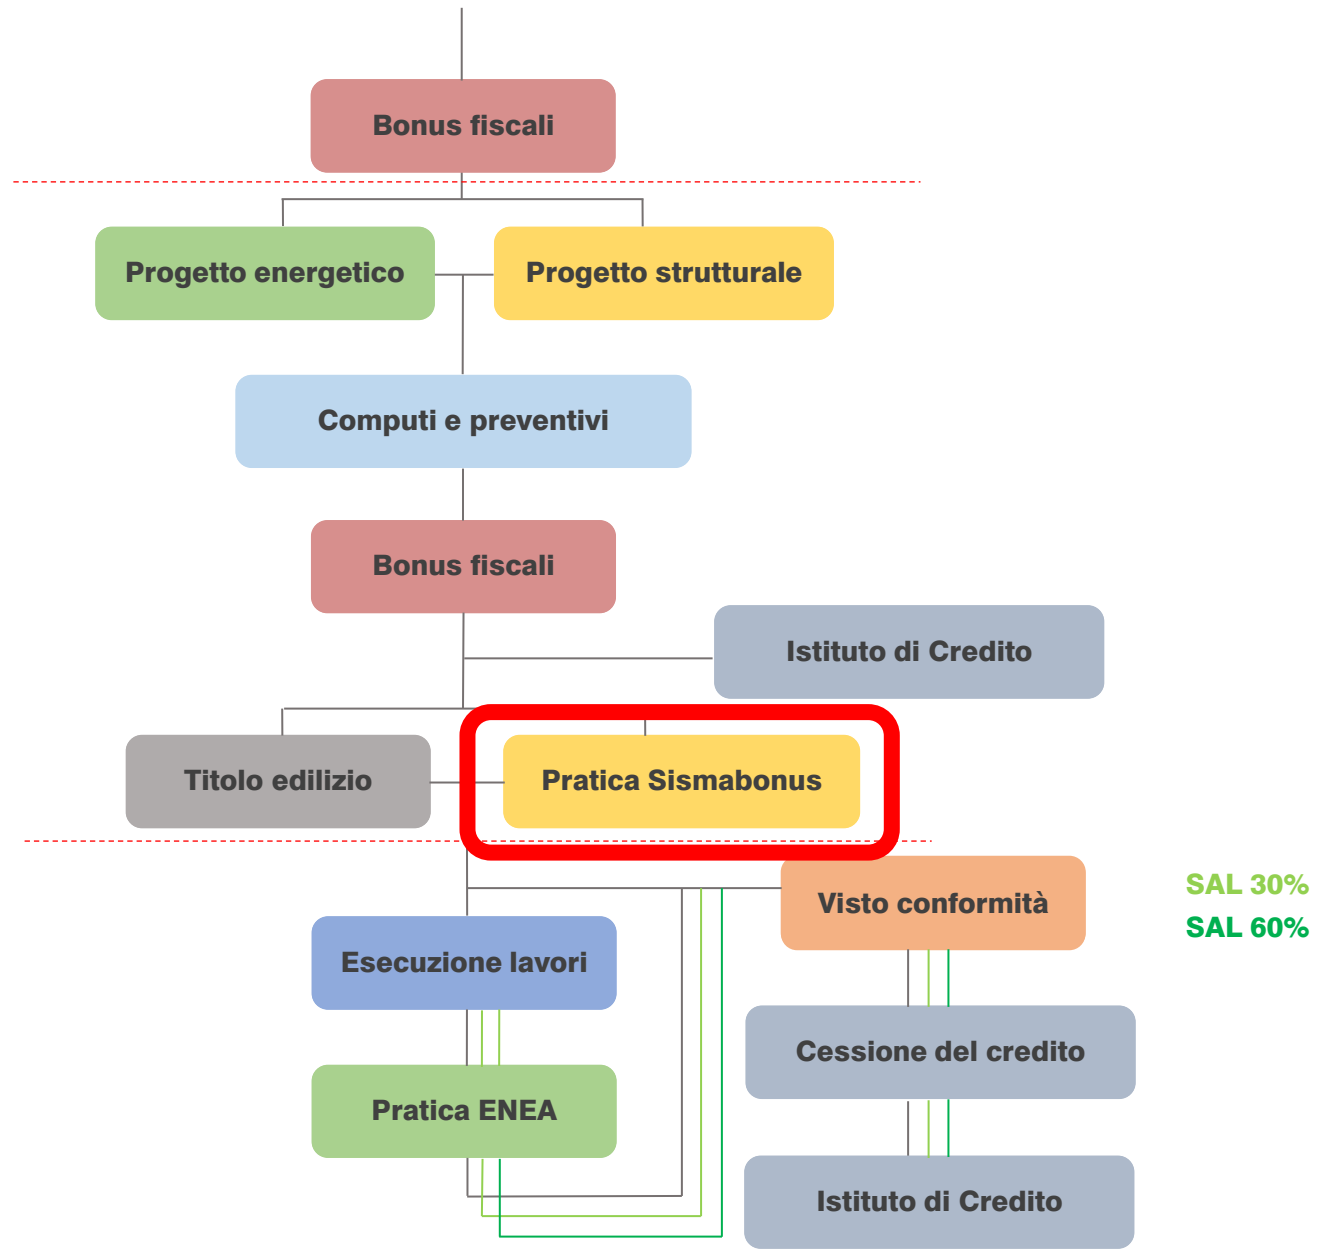 Bonus fiscali
Progetto energetico
Progetto strutturale
Computi e preventivi
Bonus fiscali
Istituto di Credito
Titolo edilizio
Pratica Sismabonus
Visto conformità
SAL 30%
SAL 60%
Esecuzione lavori
Cessione del credito
Pratica ENEA
Istituto di Credito